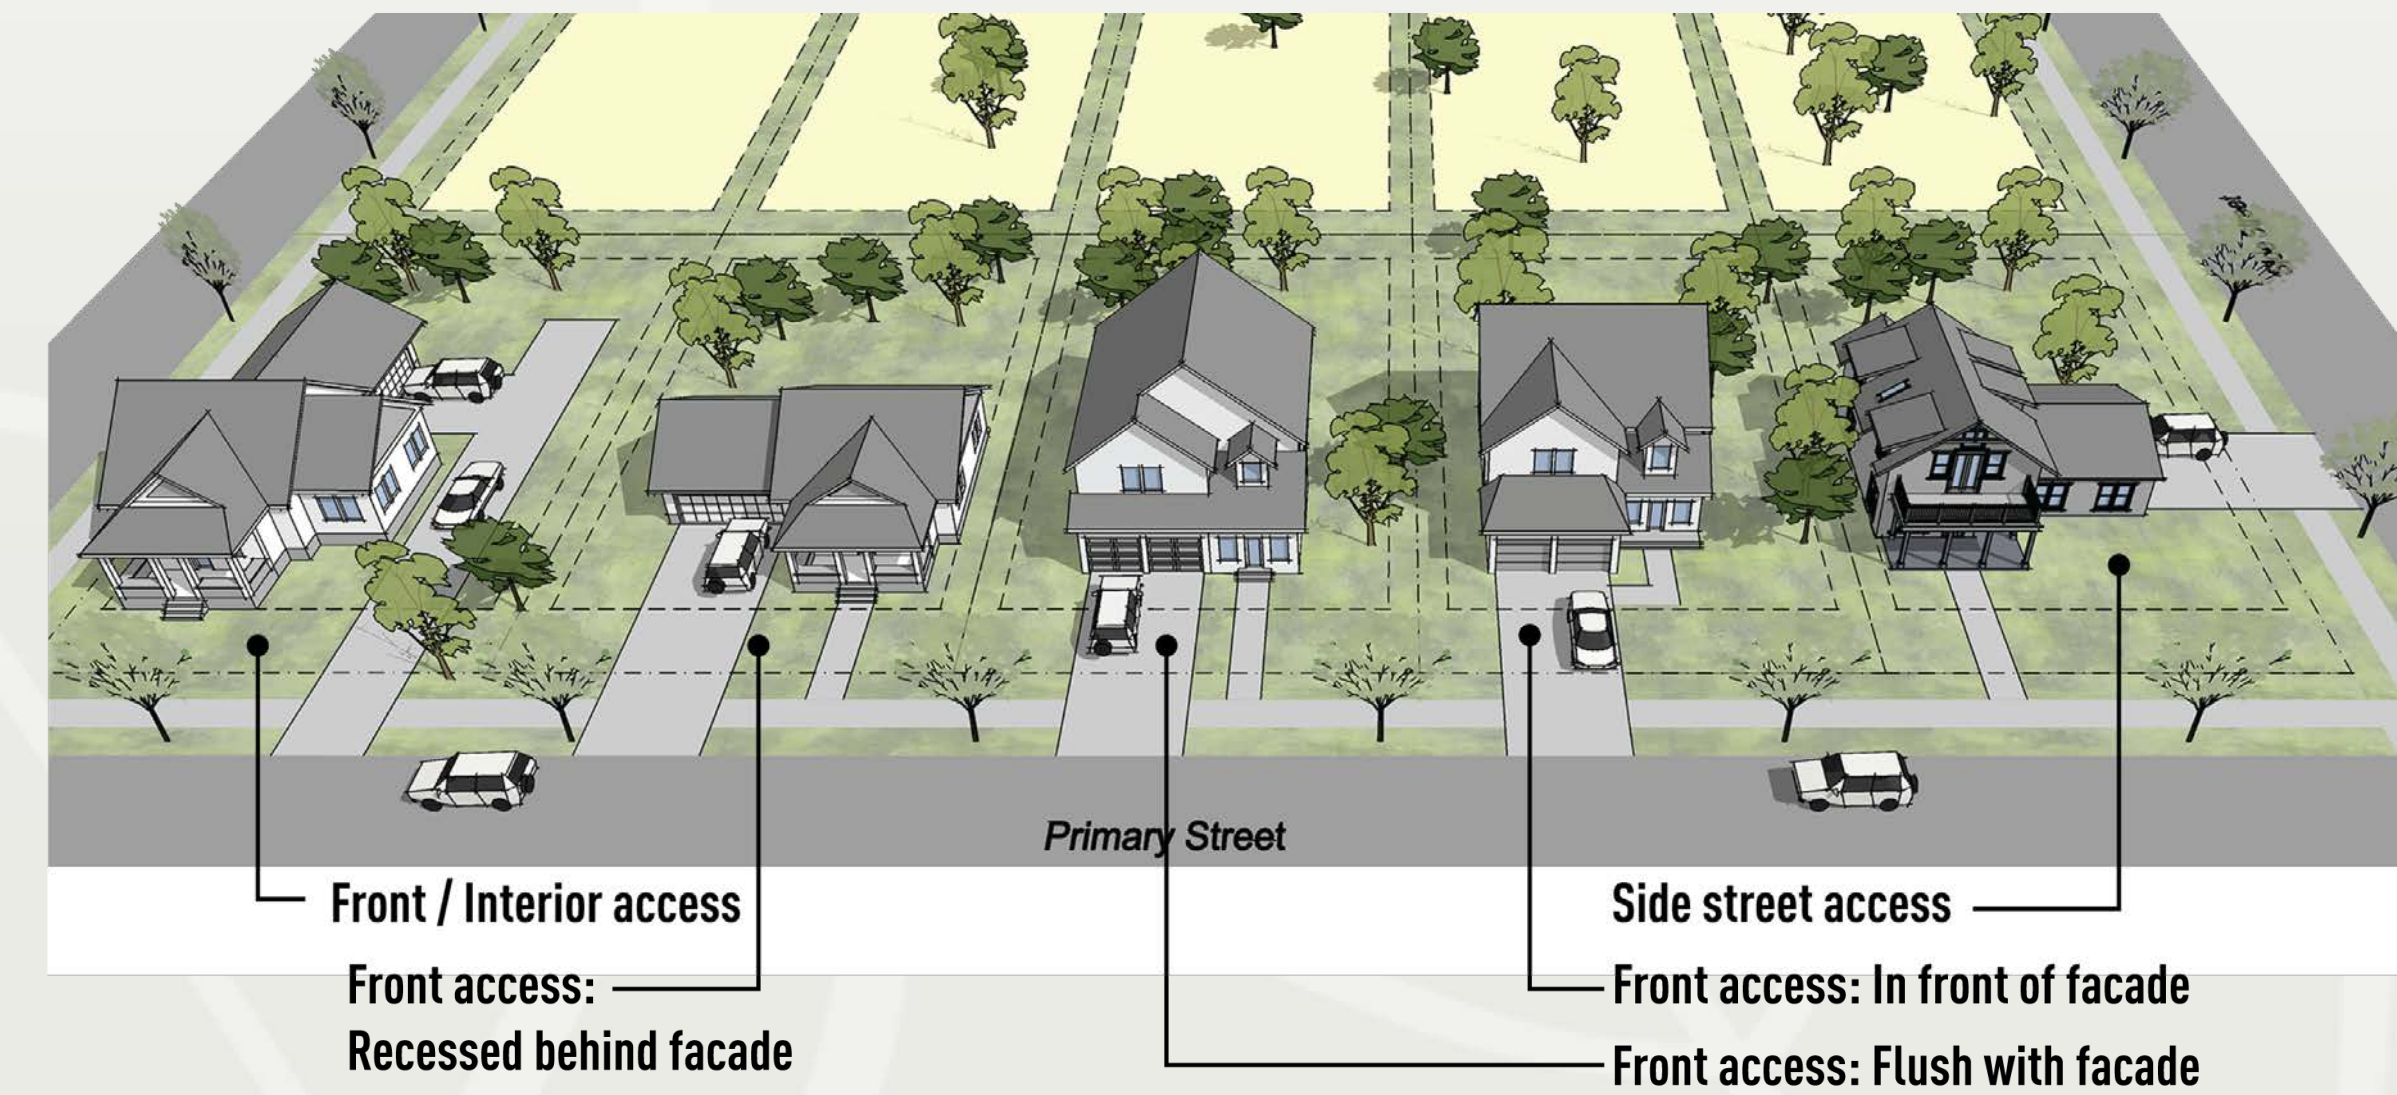 Primary Street
Front / Interior access
Front access:
Recessed behind facade
Side street access
Front access: In front of facade
Front access: Flush with facade